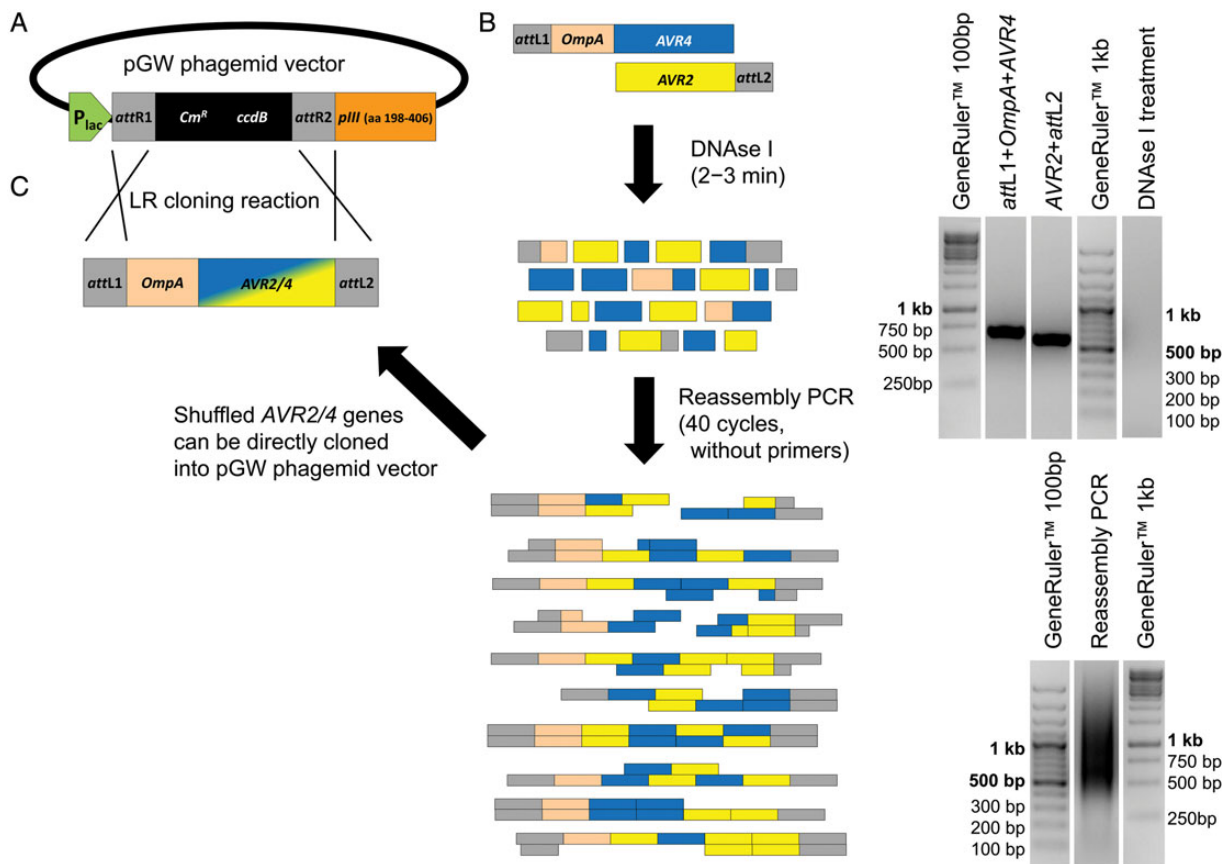 A
pGW phagemid vector
P_lac
attR1
Cm^R
ccdB
attR2
pIII (aa 198-406)
C
LR cloning reaction
attL1
OmpA
AVR2/4
attL2
Shuffled AVR2/4 genes
can be directly cloned
into pGW phagemid vector
B
attL1
OmpA
AVR4
AVR2
attL2
DNAse I
(2−3 min)
Reassembly PCR
(40 cycles,
without primers)
GeneRuler™ 100bp
attL1+OmpA+AVR4
AVR2+attL2
GeneRuler™ 1kb
DNAse I treatment
1 kb
750 bp
500 bp
250bp
1 kb
500 bp
300 bp
200 bp
100 bp
GeneRuler™ 100bp
Reassembly PCR
GeneRuler™ 1kb
1 kb
500 bp
300 bp
200 bp
100 bp
1 kb
750 bp
500 bp
250bp